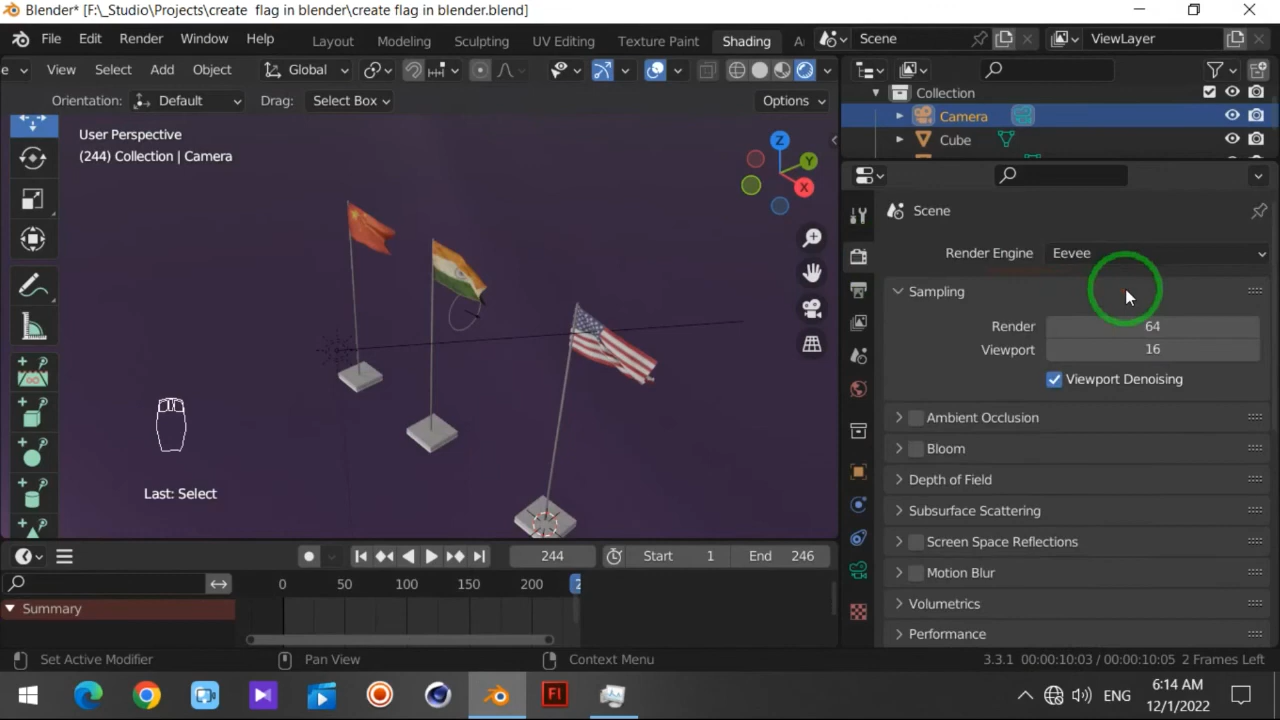 Blender* [F:\_Studio\Projects\create  flag in blender\create flag in blender.blend]
File Edit Render Window Help Layout Modeling Sculpting UV Editing Texture Paint Shading Scene ViewLayer
e View Select Add Object Global Options
Orientation: Default Drag: Select Box
User Perspective
(244) Collection | Camera
Z
Y
X
Last: Select
Collection
Camera
Cube
Scene
Render Engine Eevee
Sampling
Render 64
Viewport 16
Viewport Denoising
Ambient Occlusion
Bloom
Depth of Field
Subsurface Scattering
Screen Space Reflections
Motion Blur
Volumetrics
Performance
244 Start 1 End 246
0 50 100 150 200 2
Summary
Set Active Modifier Pan View Context Menu 3.3.1 00:00:10:03 / 00:00:10:05 2 Frames Left
Fl ENG 6:14 AM
12/1/2022